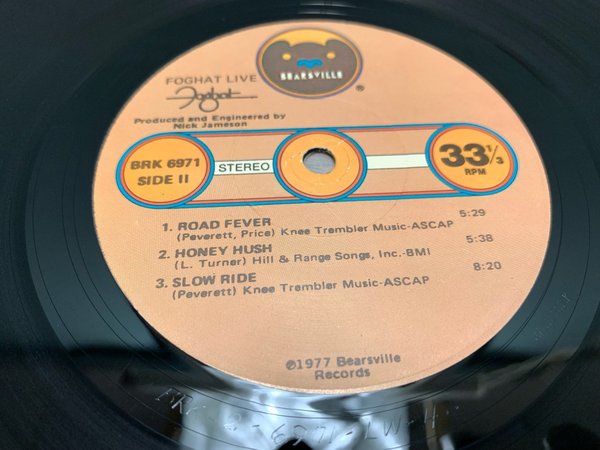 BEARSVILLE
®
FOGHAT LIVE
Foghat
Produced and Engineered by
Nick Jameson
BRK 6971
SIDE II
STEREO
33 1/3
RPM
1. ROAD FEVER 5:29
(Peverett, Price) Knee Trembler Music-ASCAP
2. HONEY HUSH 5:38
(L. Turner) Hill & Range Songs, Inc.-BMI
3. SLOW RIDE 8:20
(Peverett) Knee Trembler Music-ASCAP
©1977 Bearsville
Records